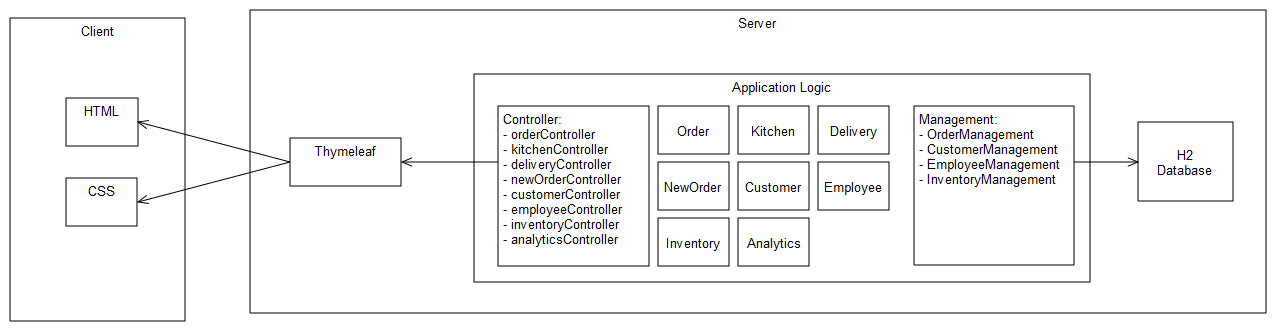 Client
HTML
CSS
Server
Thymeleaf
Application Logic
Controller:
- orderController
- kitchenController
- deliveryController
- newOrderController
- customerController
- employeeController
- inventoryController
- analyticsController
Order
Kitchen
Delivery
NewOrder
Customer
Employee
Inventory
Analytics
Management:
- OrderManagement
- CustomerManagement
- EmployeeManagement
- InventoryManagement
H2
Database